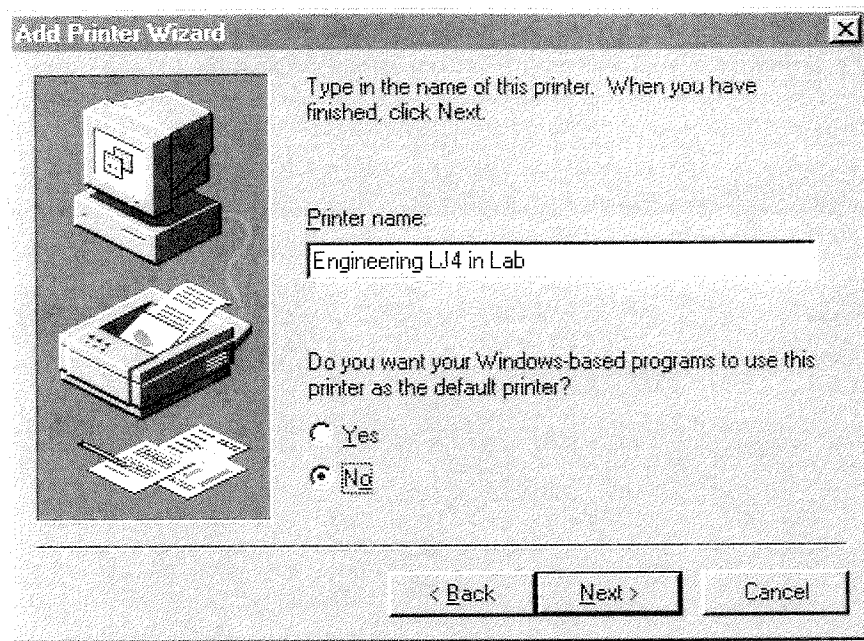 Add Printer Wizard
Type in the name of this printer. When you have
finished, click Next.
Printer name:
Engineering LJ4 in Lab
Do you want your Windows-based programs to use this
printer as the default printer?
Yes
No
< Back
Next >
Cancel